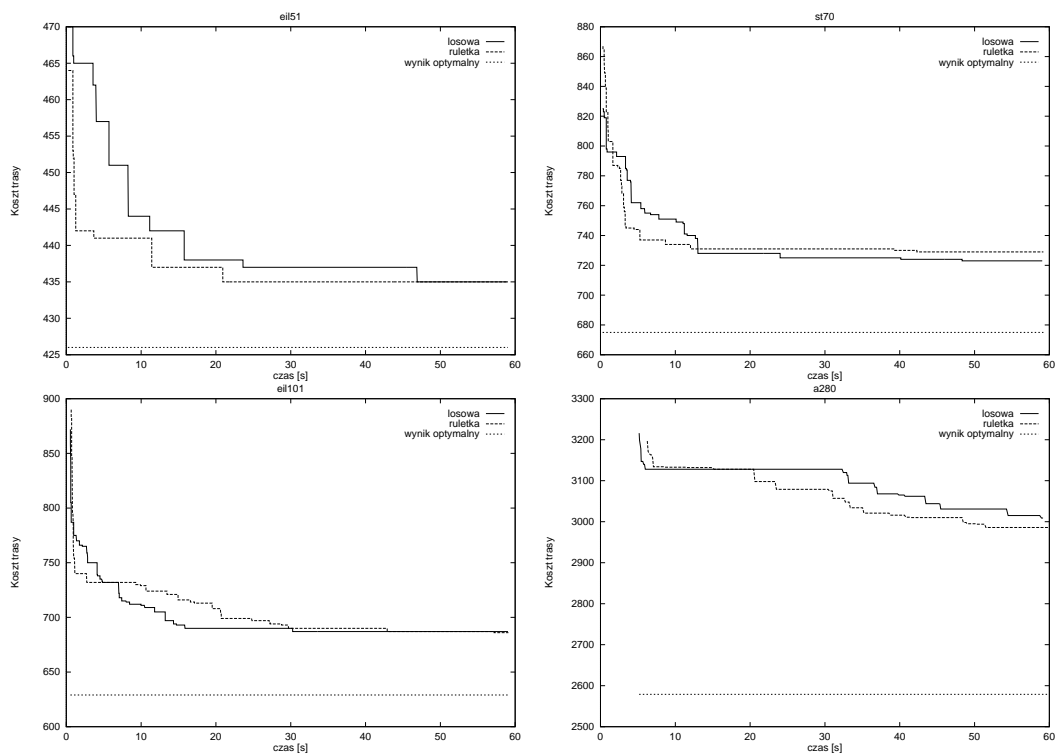 eil51
470
465
460
455
450
445
440
435
430
425
0 10 20 30 40 50 60
Koszt trasy
czas [s]
losowa
ruletka
wynik optymalny
st70
880
860
840
820
800
780
760
740
720
700
680
660
0 10 20 30 40 50 60
Koszt trasy
czas [s]
losowa
ruletka
wynik optymalny
eil101
900
850
800
750
700
650
600
0 10 20 30 40 50 60
Koszt trasy
czas [s]
losowa
ruletka
wynik optymalny
a280
3300
3200
3100
3000
2900
2800
2700
2600
2500
0 10 20 30 40 50 60
Koszt trasy
czas [s]
losowa
ruletka
wynik optymalny